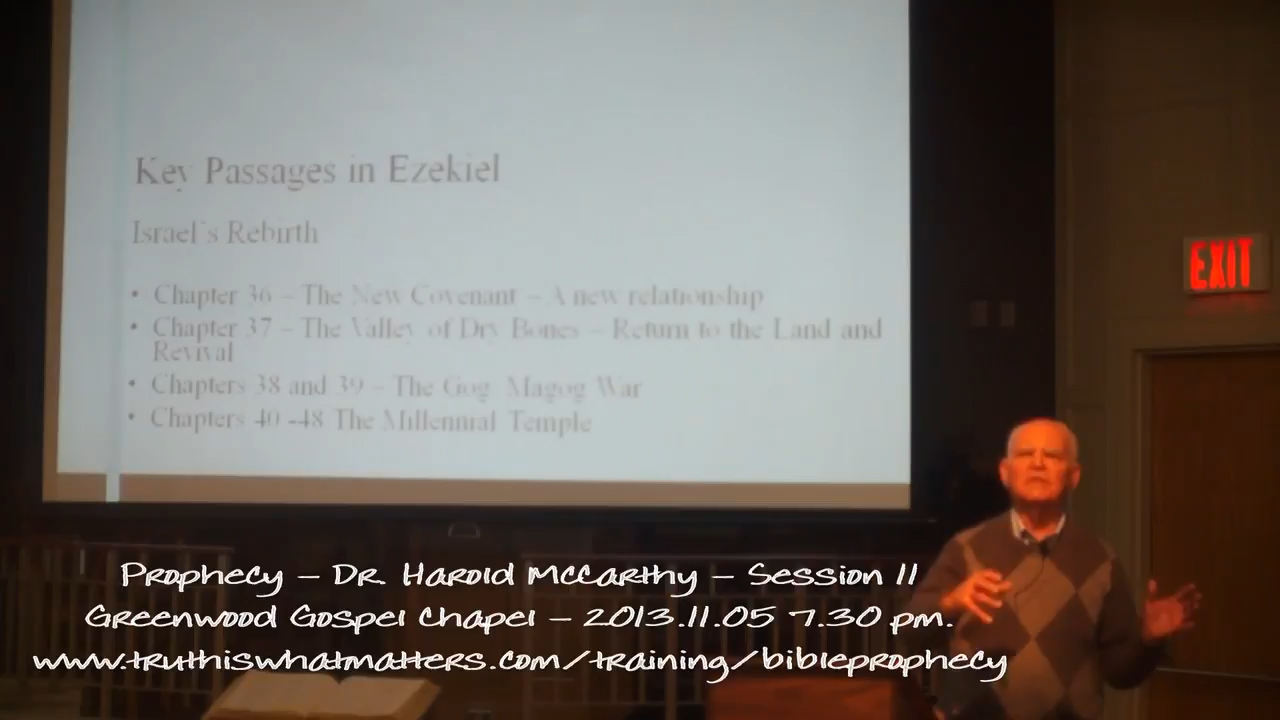 Key Passages in Ezekiel
Israel's Rebirth
• Chapter 36 – The New Covenant – A new relationship
• Chapter 37 – The Valley of Dry Bones – Return to the Land and
Revival
• Chapters 38 and 39 – The Gog Magog War
• Chapters 40 -48 The Millennial Temple
EXIT
Prophecy – Dr. Harold McCarthy – Session 11
Greenwood Gospel Chapel – 2013.11.05 7.30 pm.
www.truthiswhatmatters.com/training/bibleprophecy